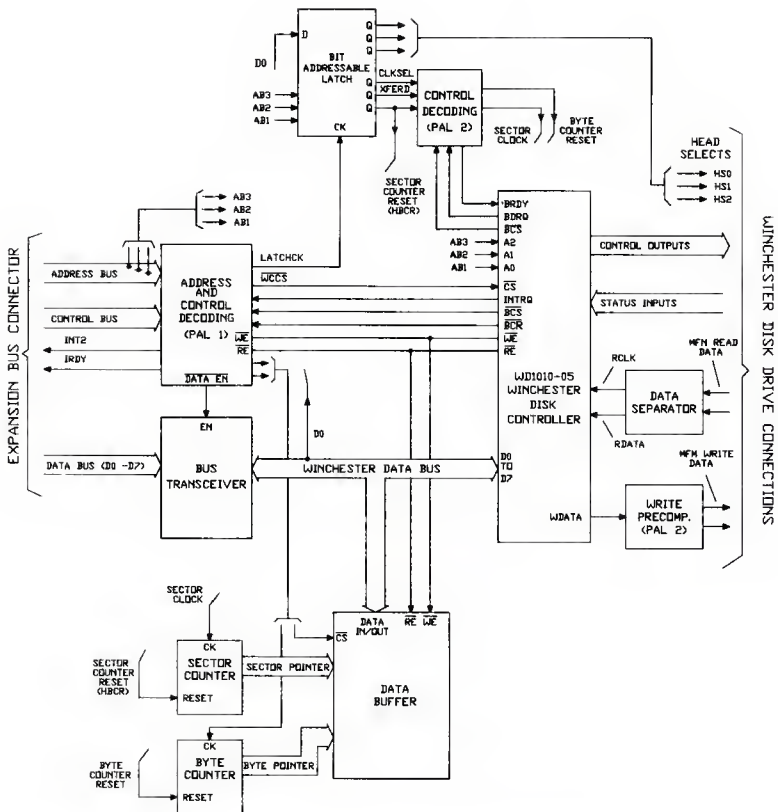 D
Q
Q
Q
BIT
ADDRESSABLE
LATCH
D0
CLKSEL
Q
XFERD
Q
Q
AB3
AB2
AB1
CK
CONTROL
DECODING
(PAL 2)
SECTOR
CLOCK
BYTE
COUNTER
RESET
SECTOR
COUNTER
RESET
(HBCR)
HEAD
SELECTS
HS0
HS1
HS2
AB3
AB2
AB1
BRDY
BDRQ
BCS
AB3
A2
AB2
A1
AB1
A0
CONTROL OUTPUTS
LATCHCK
WCCS
CS
ADDRESS BUS
ADDRESS
AND
CONTROL
DECODING
(PAL 1)
INTRQ
BCS
BCR
WE
WE
RE
RE
STATUS INPUTS
CONTROL BUS
INT2
IRDY
DATA EN
EXPANSION BUS CONNECTOR
WINCHESTER DISK DRIVE CONNECTIONS
WD1010-05
WINCHESTER
DISK
CONTROLLER
RCLK
RDATA
MFM READ
DATA
DATA
SEPARATOR
EN
BUS
TRANSCEIVER
DATA BUS (D0 -D7)
D0
WINCHESTER DATA BUS
D0
TO
D7
MFM WRITE
DATA
WDATA
WRITE
PRECOMP.
(PAL 2)
SECTOR
CLOCK
DATA
IN/OUT
RE
WE
CS
CK
SECTOR
COUNTER
RESET
SECTOR POINTER
SECTOR
COUNTER
RESET
(HBCR)
DATA
BUFFER
CK
BYTE
COUNTER
RESET
BYTE POINTER
BYTE
COUNTER
RESET